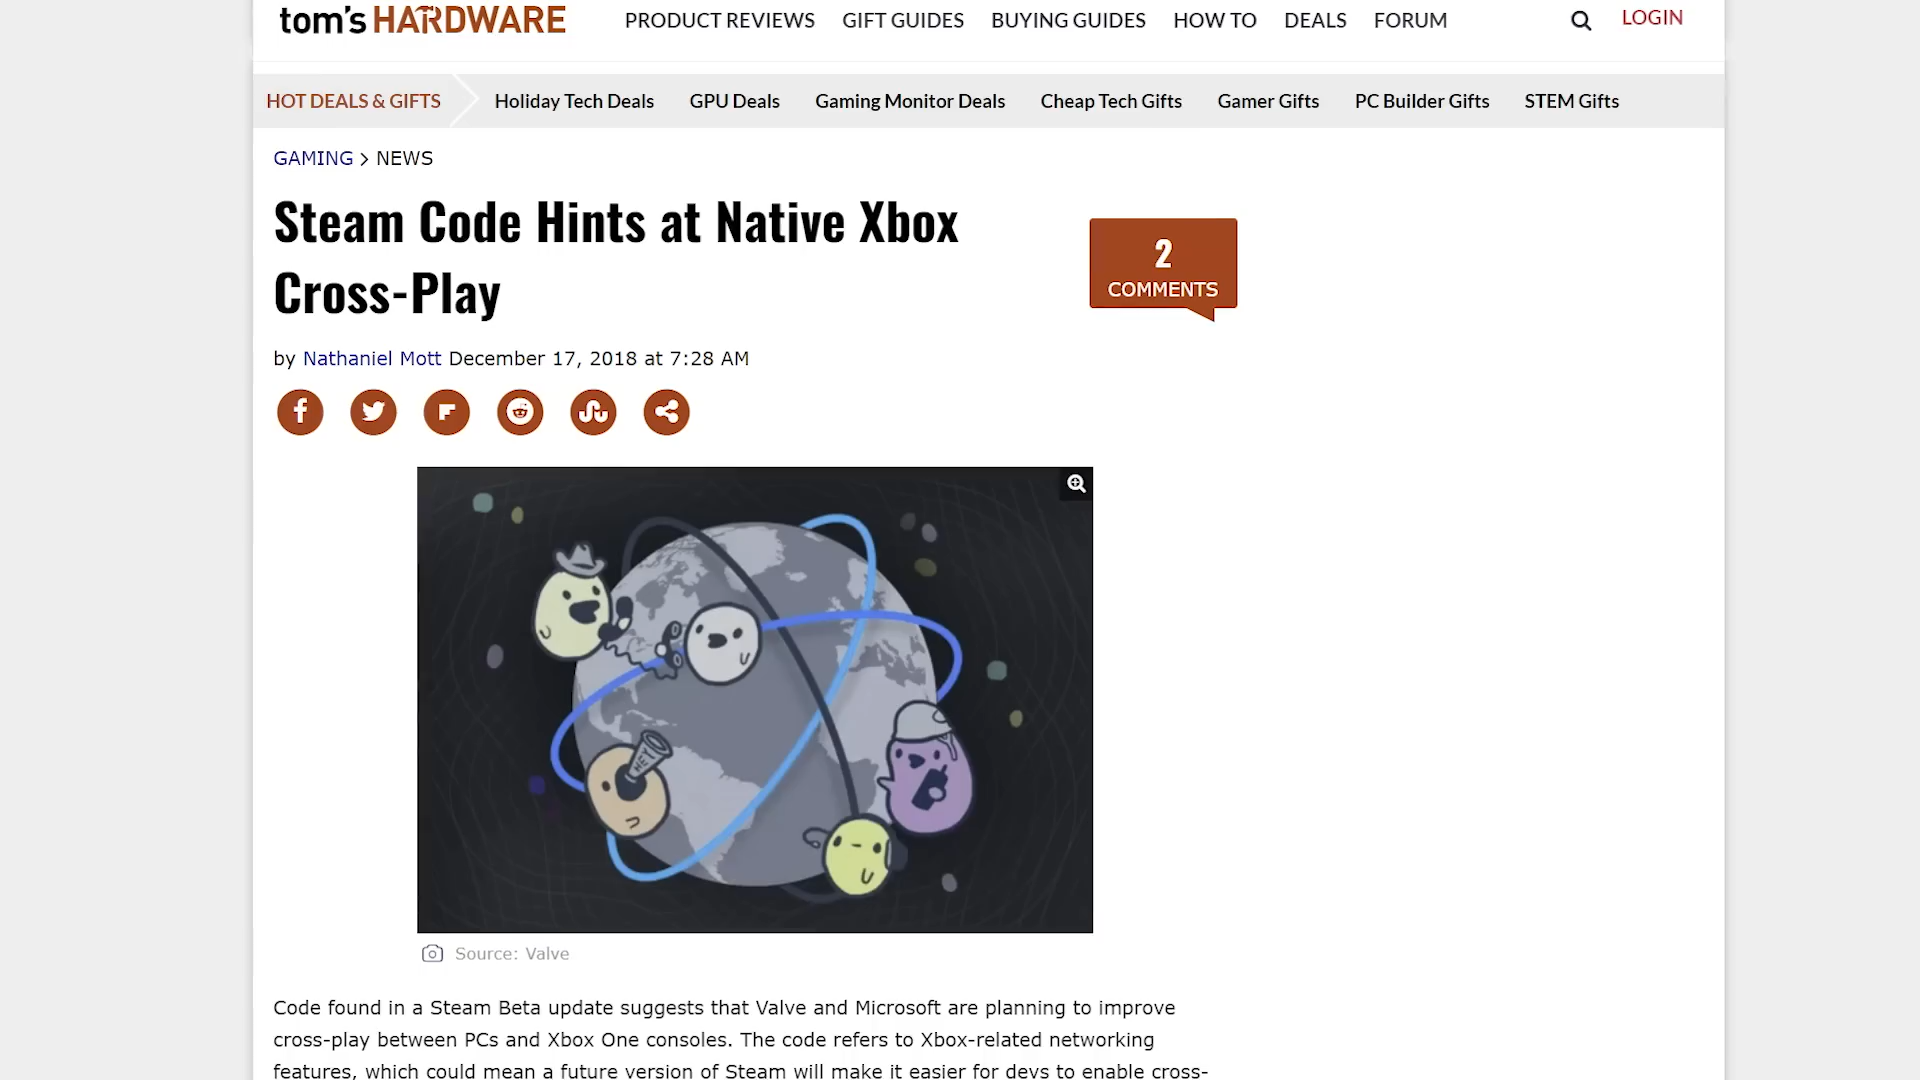 tom's HARDWARE
PRODUCT REVIEWS GIFT GUIDES BUYING GUIDES HOW TO DEALS FORUM
LOGIN
HOT DEALS & GIFTS Holiday Tech Deals GPU Deals Gaming Monitor Deals Cheap Tech Gifts Gamer Gifts PC Builder Gifts STEM Gifts
GAMING > NEWS
Steam Code Hints at Native Xbox
Cross-Play
2
COMMENTS
by Nathaniel Mott December 17, 2018 at 7:28 AM
HEY
Source: Valve
Code found in a Steam Beta update suggests that Valve and Microsoft are planning to improve
cross-play between PCs and Xbox One consoles. The code refers to Xbox-related networking
features, which could mean a future version of Steam will make it easier for devs to enable cross-